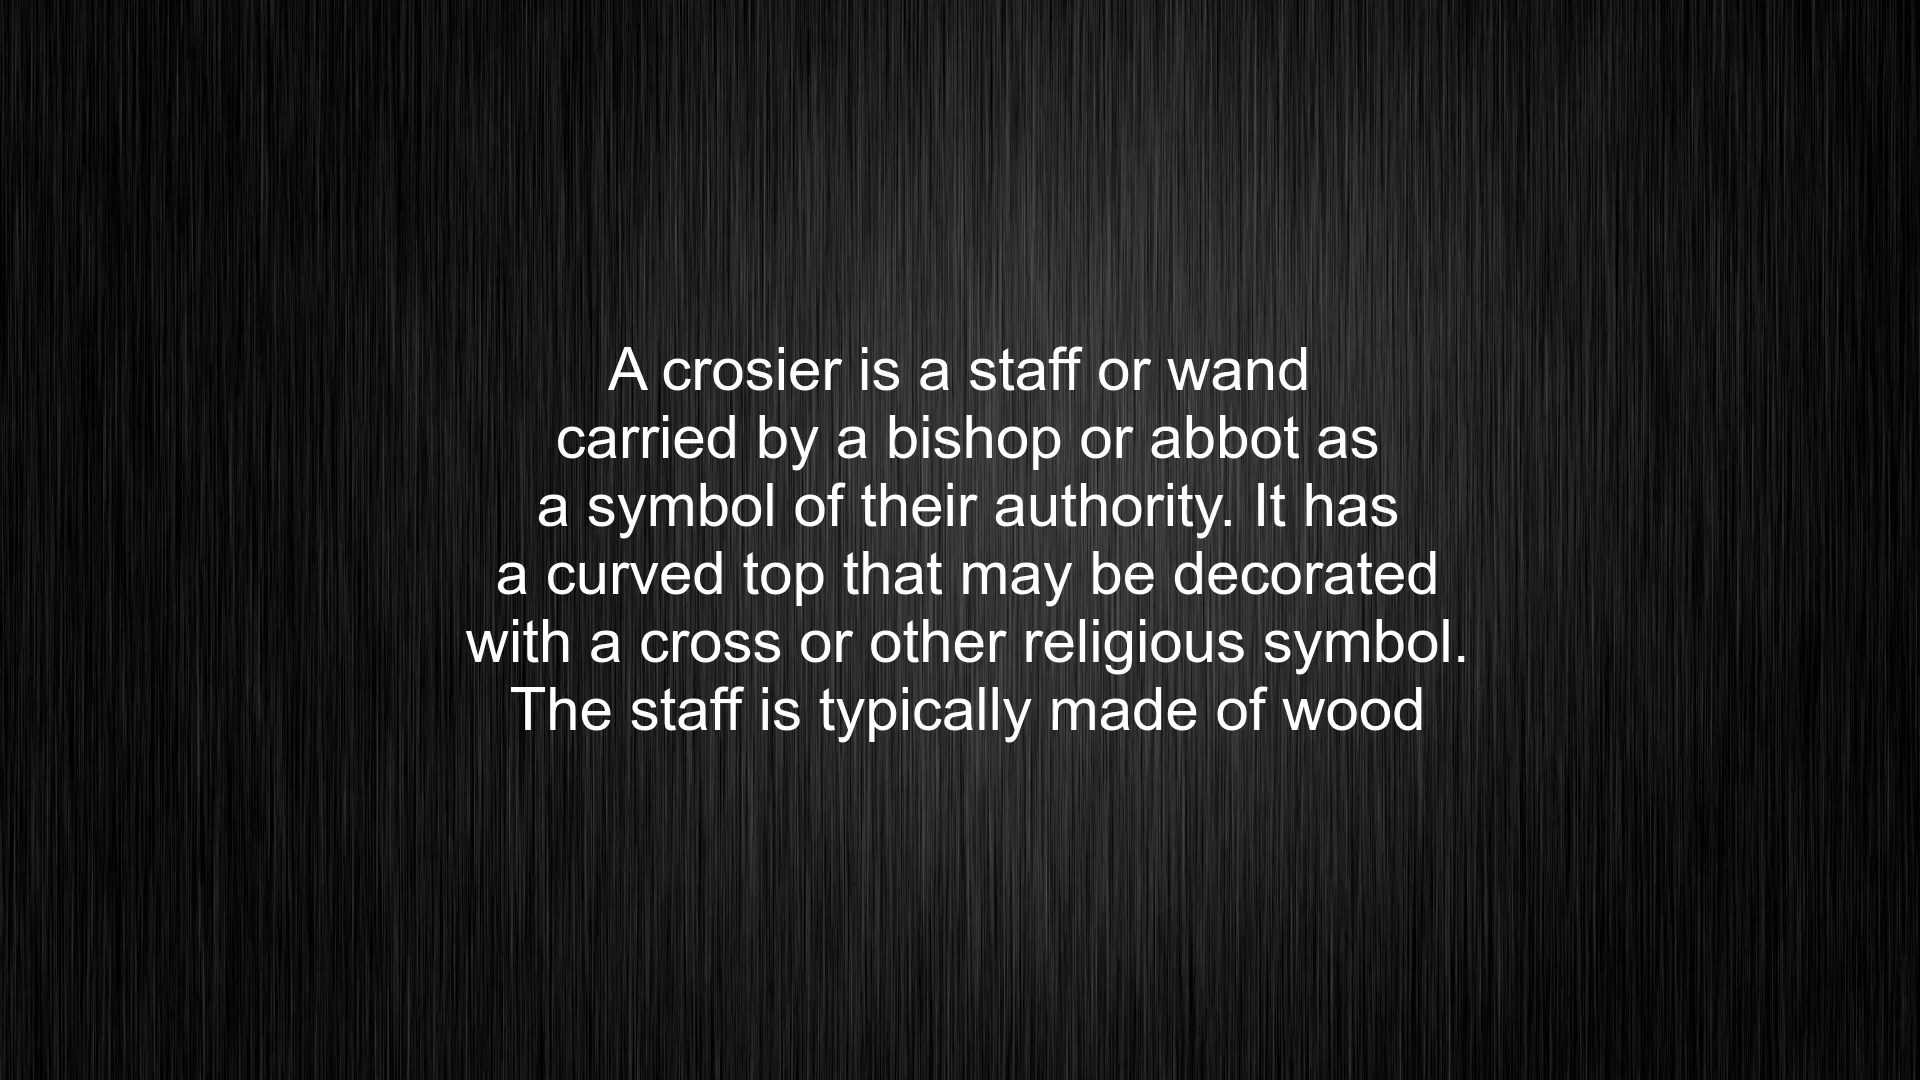 A crosier is a staff or wand
carried by a bishop or abbot as
a symbol of their authority. It has
a curved top that may be decorated
with a cross or other religious symbol.
The staff is typically made of wood